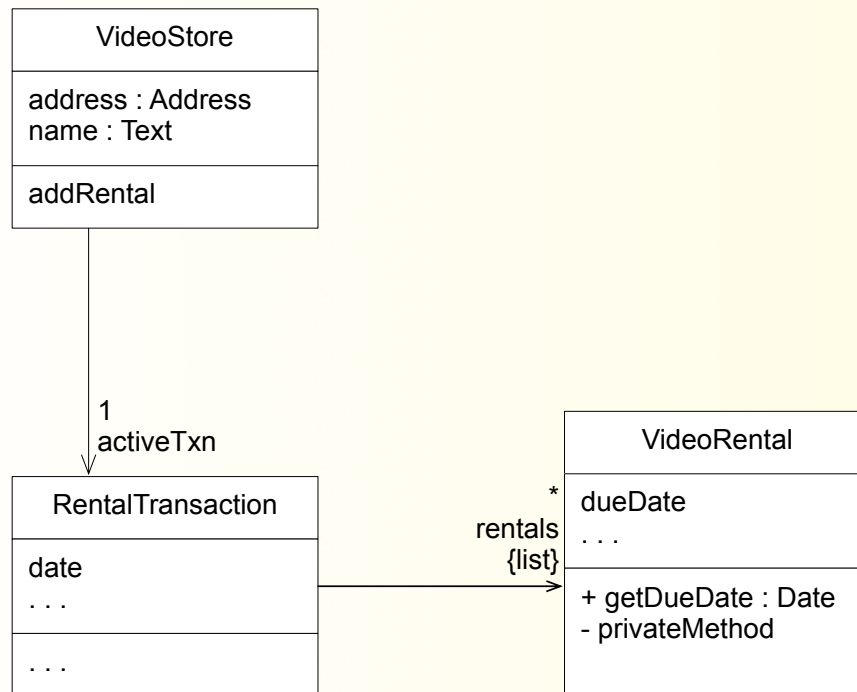 VideoStore
address : Address
name : Text
addRental
1
activeTxn
RentalTransaction
date
. . .
. . .
*
rentals
{list}
VideoRental
dueDate
. . .
+ getDueDate : Date
- privateMethod